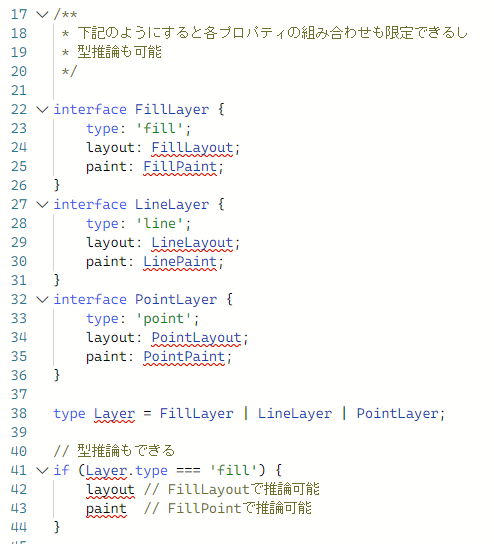 17 /**
18  * 下記のようにすると各プロパティの組み合わせも限定できるし
19  * 型推論も可能
20  */
21
22 interface FillLayer {
23     type: 'fill';
24     layout: FillLayout;
25     paint: FillPaint;
26 }
27 interface LineLayer {
28     type: 'line';
29     layout: LineLayout;
30     paint: LinePaint;
31 }
32 interface PointLayer {
33     type: 'point';
34     layout: PointLayout;
35     paint: PointPaint;
36 }
37
38 type Layer = FillLayer | LineLayer | PointLayer;
39
40 // 型推論もできる
41 if (Layer.type === 'fill') {
42     layout // FillLayoutで推論可能
43     paint  // FillPointで推論可能
44 }